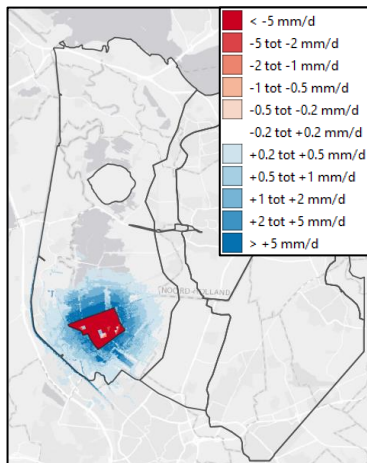 < -5 mm/d
-5 tot -2 mm/d
-2 tot -1 mm/d
-1 tot -0.5 mm/d
-0.5 tot -0.2 mm/d
-0.2 tot +0.2 mm/d
+0.2 tot +0.5 mm/d
+0.5 tot +1 mm/d
+1 tot +2 mm/d
+2 tot +5 mm/d
> +5 mm/d
NOORD-HOLLAND